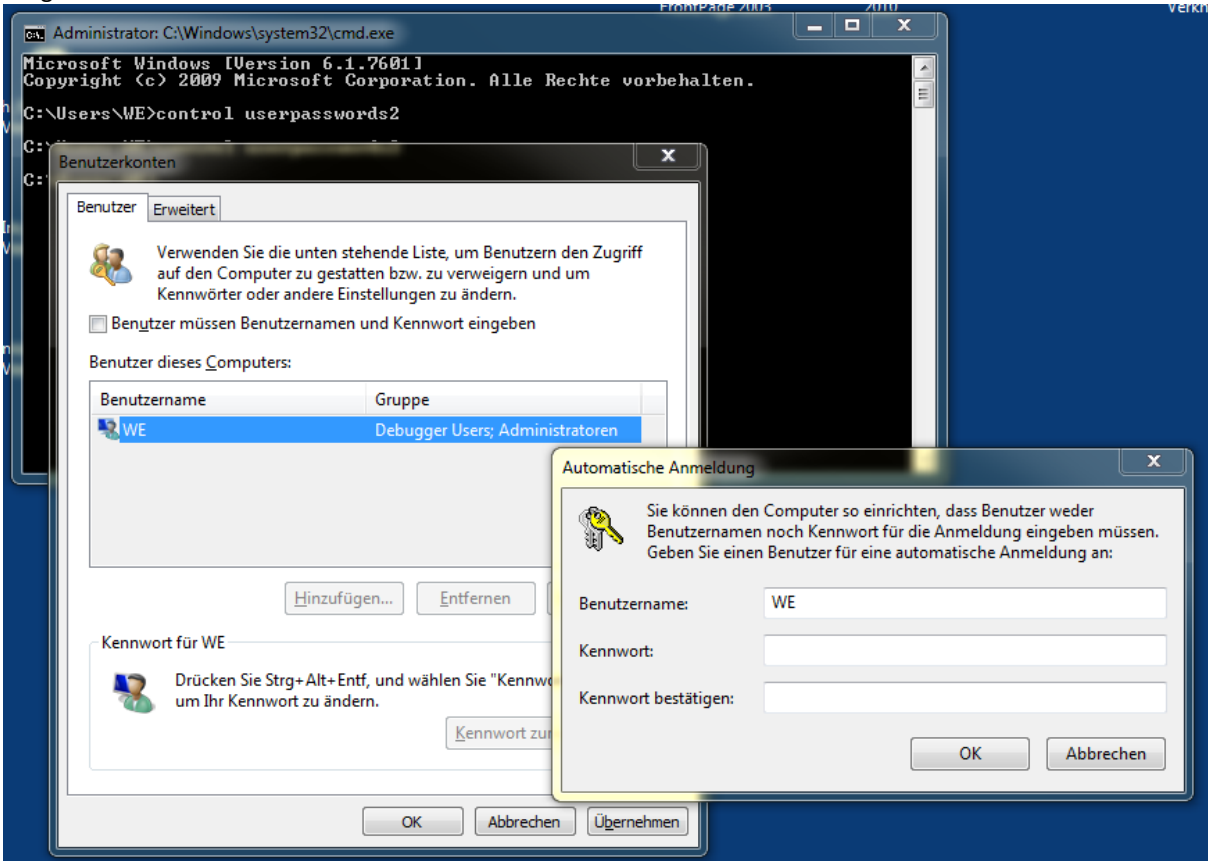 FrontPage 2003
2010
Administrator: C:\Windows\system32\cmd.exe
Microsoft Windows [Version 6.1.7601]
Copyright (c) 2009 Microsoft Corporation. Alle Rechte vorbehalten.
C:\Users\WE>control userpasswords2
Benutzerkonten
Benutzer
Erweitert
Verwenden Sie die unten stehende Liste, um Benutzern den Zugriff
auf den Computer zu gestatten bzw. zu verweigern und um
Kennwörter oder andere Einstellungen zu ändern.
Benutzer müssen Benutzernamen und Kennwort eingeben
Benutzer dieses Computers:
Benutzername Gruppe
WE Debugger Users; Administratoren
Hinzufügen... Entfernen
Kennwort für WE
Drücken Sie Strg+Alt+Entf, und wählen Sie "Kennwo
um Ihr Kennwort zu ändern.
Kennwort zur
OK Abbrechen Übernehmen
Automatische Anmeldung
Sie können den Computer so einrichten, dass Benutzer weder
Benutzernamen noch Kennwort für die Anmeldung eingeben müssen.
Geben Sie einen Benutzer für eine automatische Anmeldung an:
Benutzername: WE
Kennwort:
Kennwort bestätigen:
OK Abbrechen